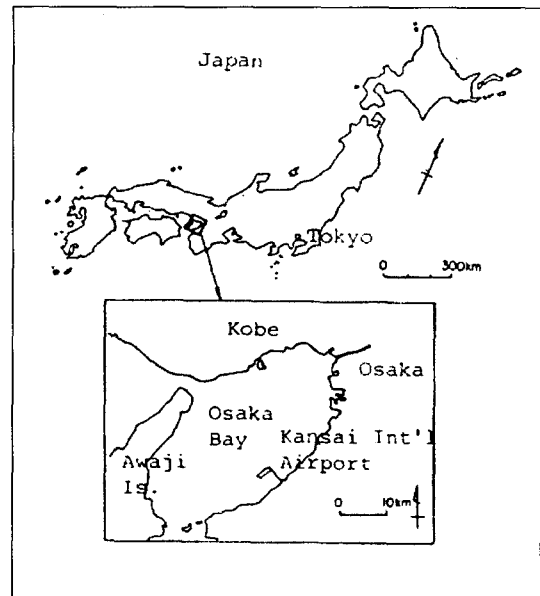 Japan
Tokyo
0 300km
Kobe
Osaka
Osaka
Bay
Kansai Int'l
Airport
Awaji
Is.
0 10km